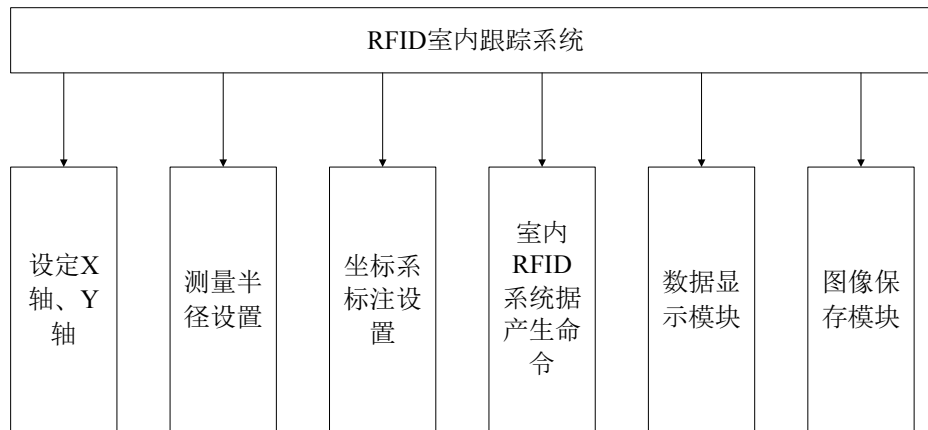 RFID室内跟踪系统
设定X
轴、Y
轴
测量半
径设置
坐标系
标注设
置
室内
RFID
系统据
产生命
令
数据显
示模块
图像保
存模块